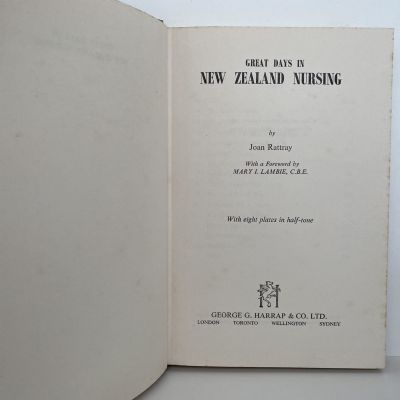 GREAT DAYS IN
NEW ZEALAND NURSING
by
Joan Rattray
With a Foreword by
MARY I. LAMBIE, C.B.E.
With eight plates in half-tone
GEORGE G. HARRAP & CO. LTD.
LONDON TORONTO WELLINGTON SYDNEY